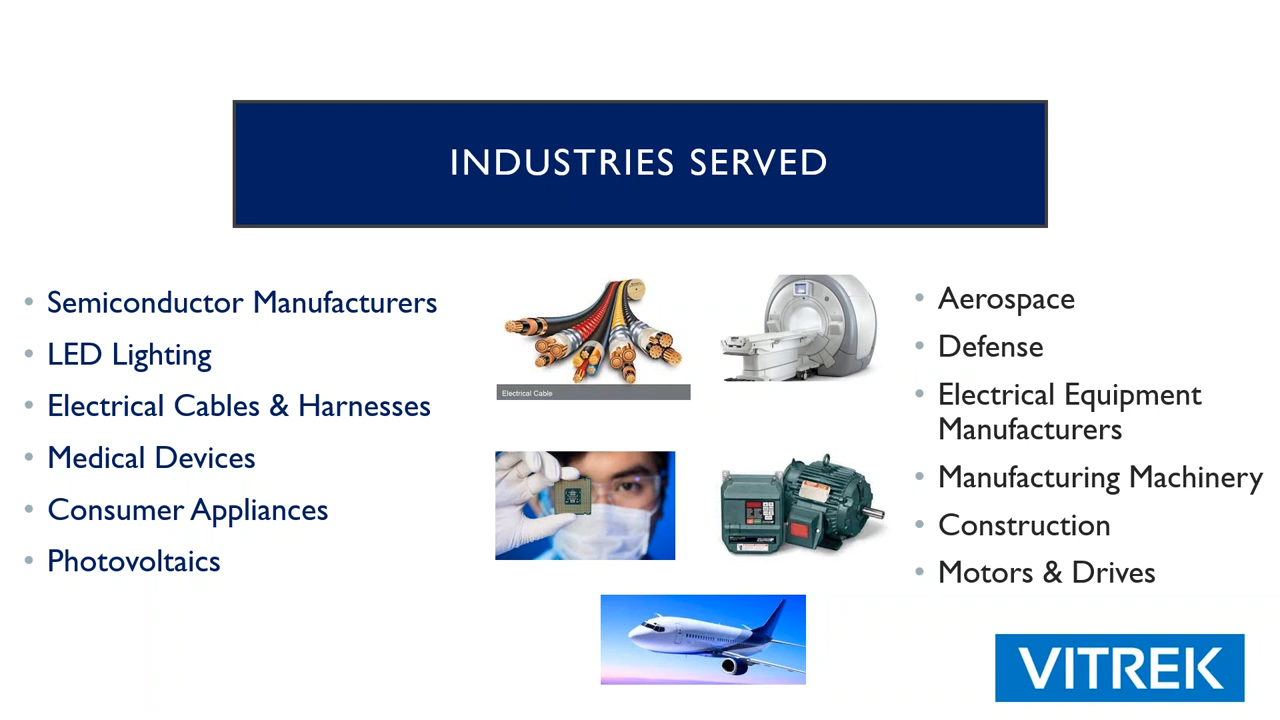 INDUSTRIES SERVED
• Semiconductor Manufacturers
• LED Lighting
• Electrical Cables & Harnesses
• Medical Devices
• Consumer Appliances
• Photovoltaics
Electrical Cable
• Aerospace
• Defense
• Electrical Equipment
Manufacturers
• Manufacturing Machinery
• Construction
• Motors & Drives
VITREK